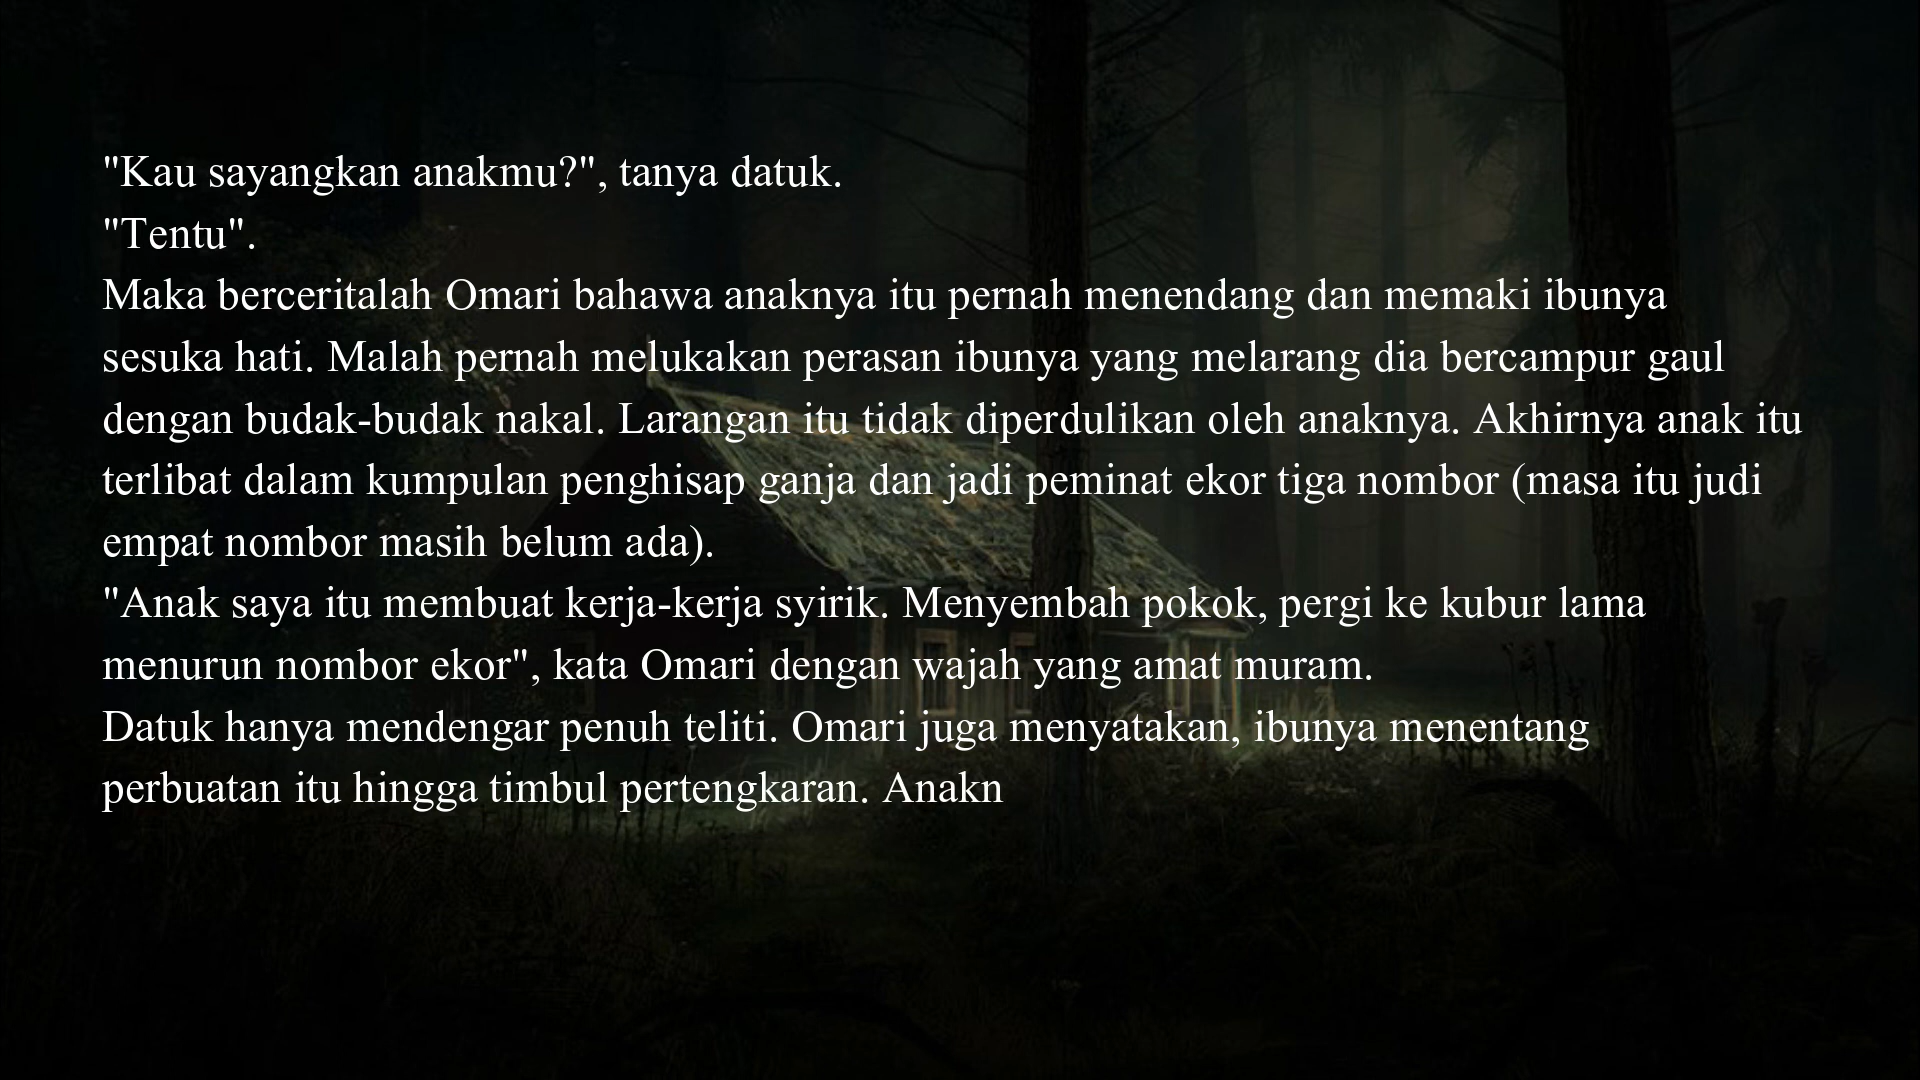 "Kau sayangkan anakmu?", tanya datuk.
"Tentu".
Maka berceritalah Omari bahawa anaknya itu pernah menendang dan memaki ibunya
sesuka hati. Malah pernah melukakan perasan ibunya yang melarang dia bercampur gaul
dengan budak-budak nakal. Larangan itu tidak diperdulikan oleh anaknya. Akhirnya anak itu
terlibat dalam kumpulan penghisap ganja dan jadi peminat ekor tiga nombor (masa itu judi
empat nombor masih belum ada).
"Anak saya itu membuat kerja-kerja syirik. Menyembah pokok, pergi ke kubur lama
menurun nombor ekor", kata Omari dengan wajah yang amat muram.
Datuk hanya mendengar penuh teliti. Omari juga menyatakan, ibunya menentang
perbuatan itu hingga timbul pertengkaran. Anakn